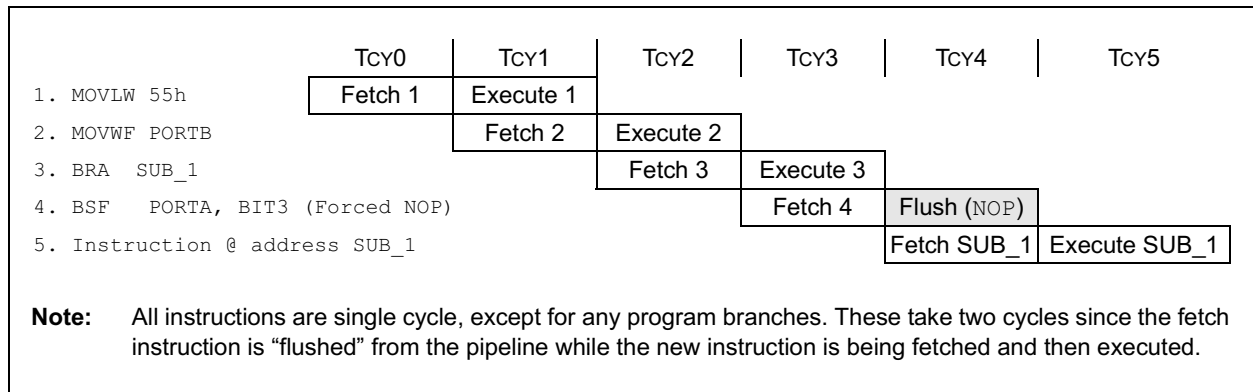 TCY0 TCY1 TCY2 TCY3 TCY4 TCY5
1. MOVLW 55h Fetch 1 Execute 1
2. MOVWF PORTB Fetch 2 Execute 2
3. BRA SUB_1 Fetch 3 Execute 3
4. BSF PORTA, BIT3 (Forced NOP) Fetch 4 Flush (NOP)
5. Instruction @ address SUB_1 Fetch SUB_1 Execute SUB_1
Note: All instructions are single cycle, except for any program branches. These take two cycles since the fetch
instruction is “flushed” from the pipeline while the new instruction is being fetched and then executed.